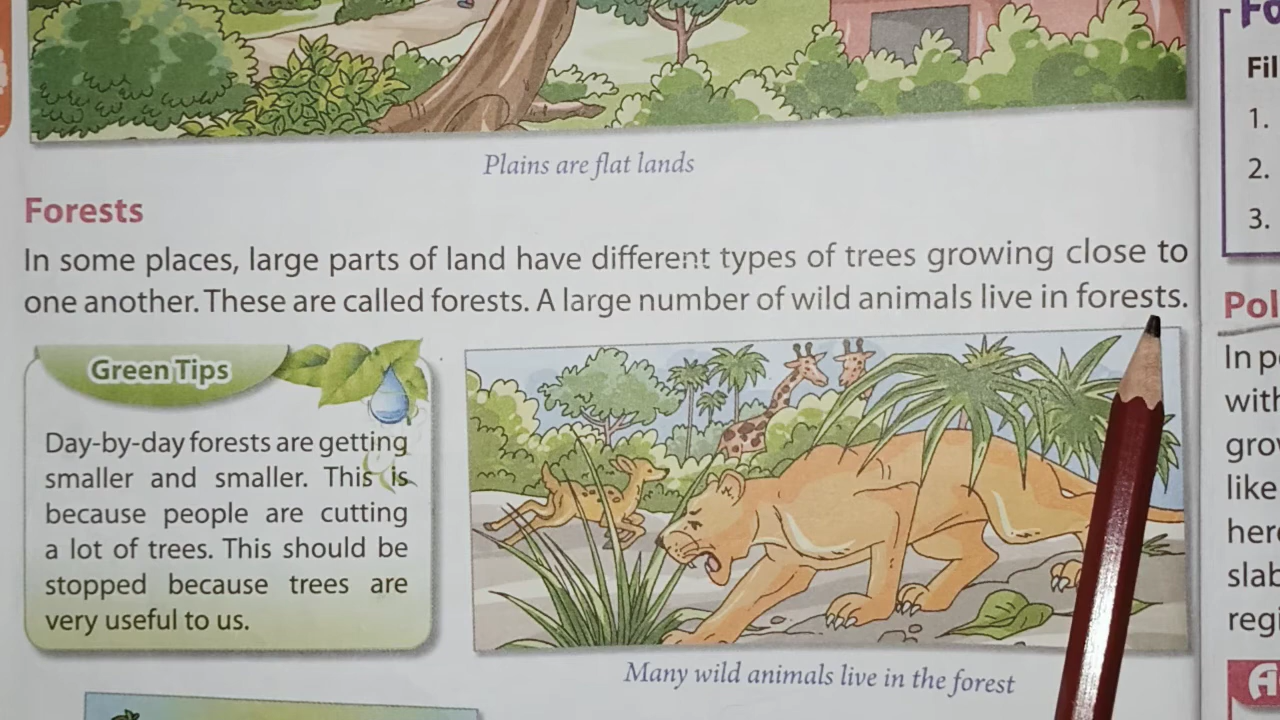 Plains are flat lands
Forests
In some places, large parts of land have different types of trees growing close to
one another. These are called forests. A large number of wild animals live in forests.
Green Tips
Day-by-day forests are getting
smaller and smaller. This is
because people are cutting
a lot of trees. This should be
stopped because trees are
very useful to us.
Many wild animals live in the forest
Fil
1.
2.
3.
Pol
In p
with
grow
like
here
slab
regi